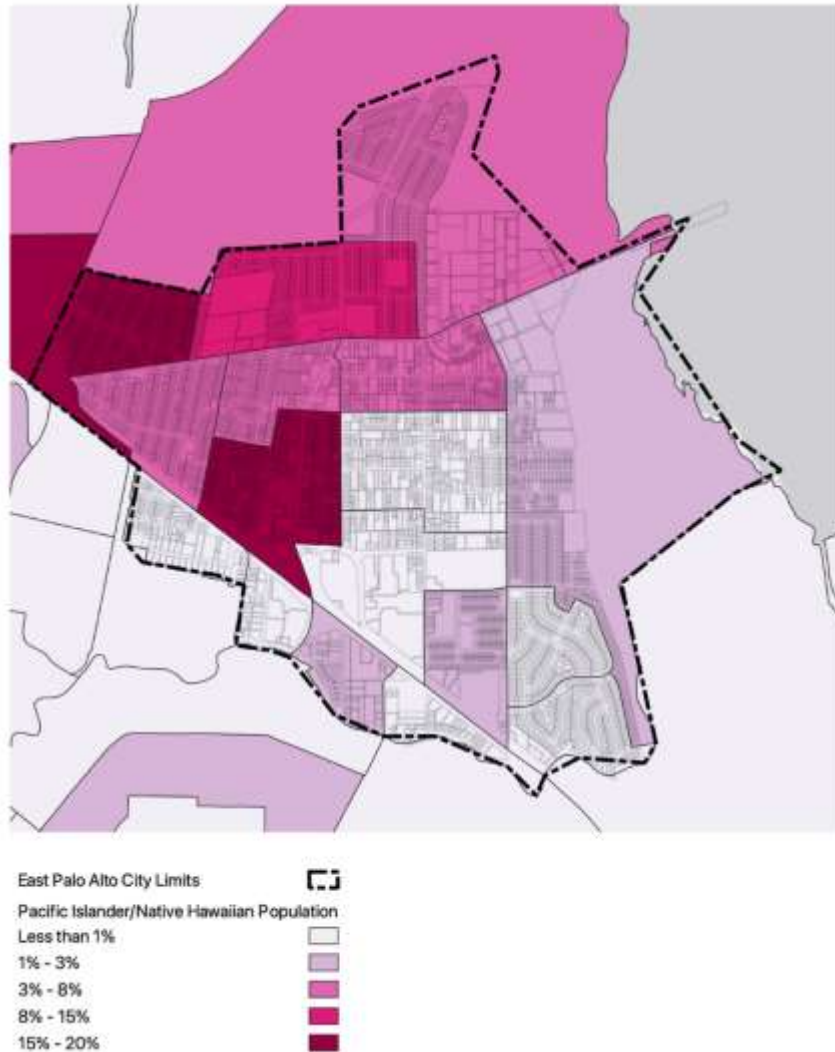 East Palo Alto City Limits
Pacific Islander/Native Hawaiian Population
Less than 1%
1% - 3%
3% - 8%
8% - 15%
15% - 20%